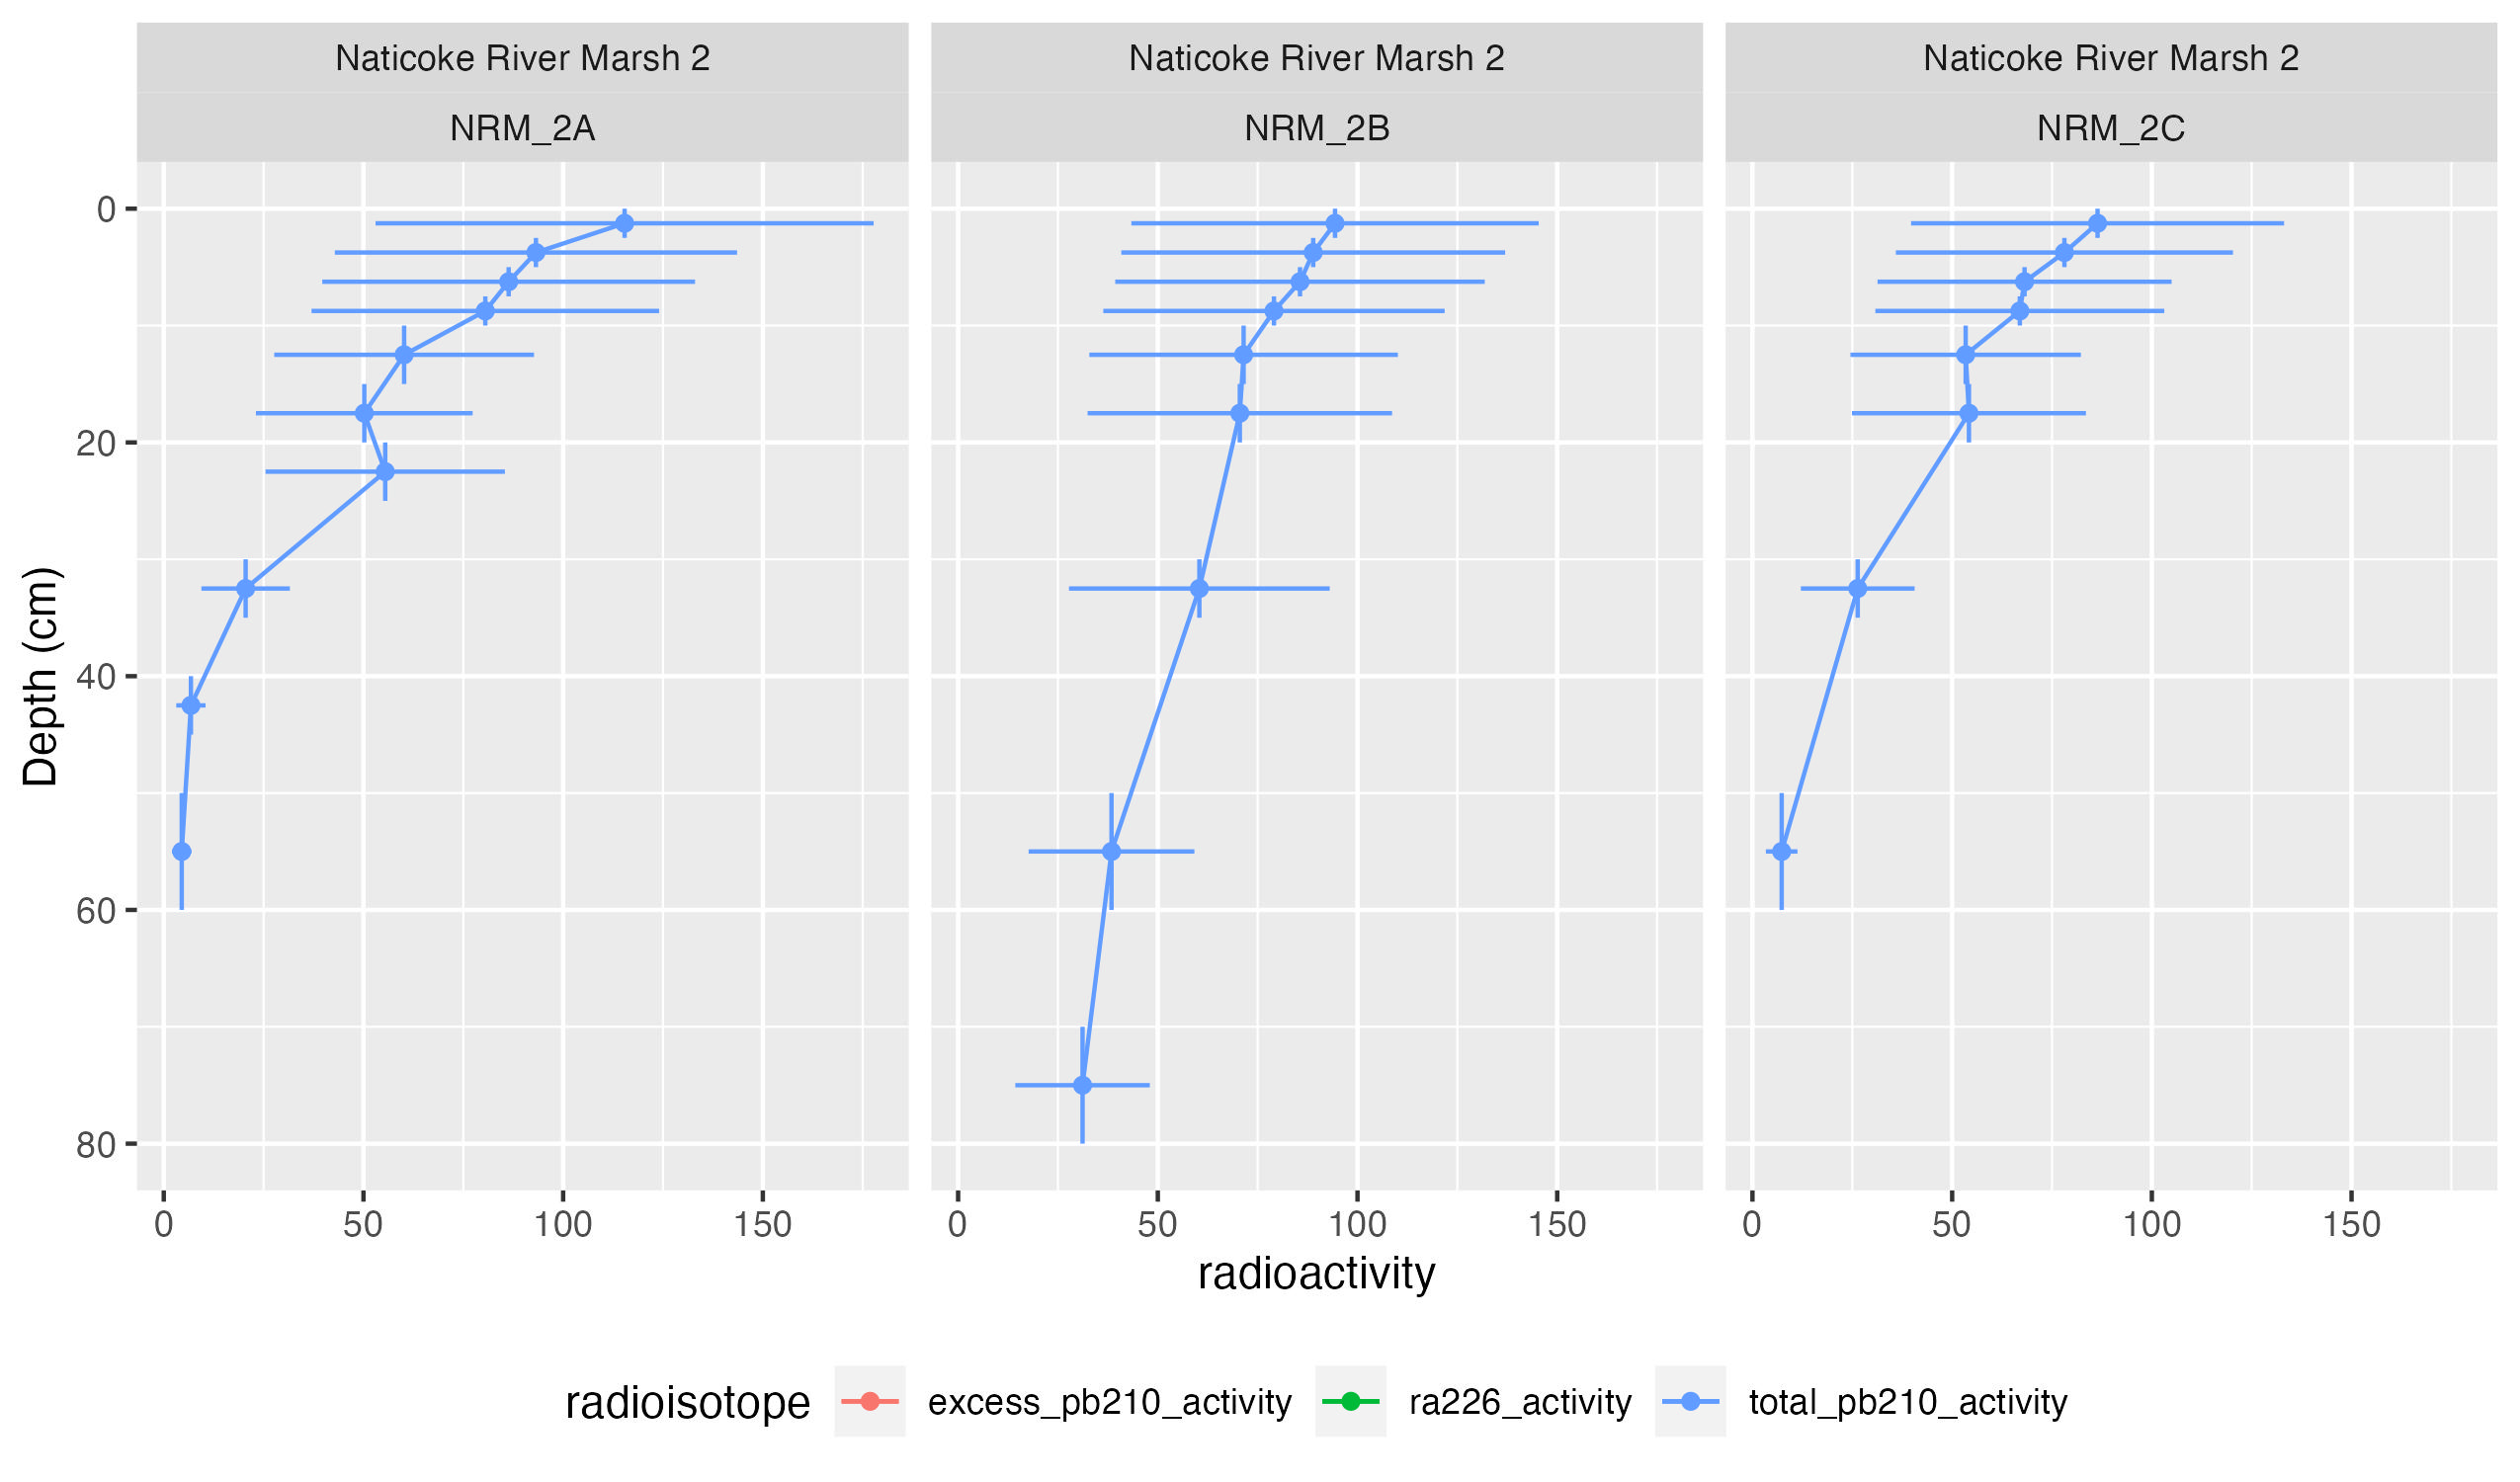 Naticoke River Marsh 2 Naticoke River Marsh 2 Naticoke River Marsh 2
NRM_2A NRM_2B NRM_2C
Depth (cm)
0
20
40
60
80
0 50 100 150 0 50 100 150 0 50 100 150
radioactivity
radioisotope excess_pb210_activity ra226_activity total_pb210_activity